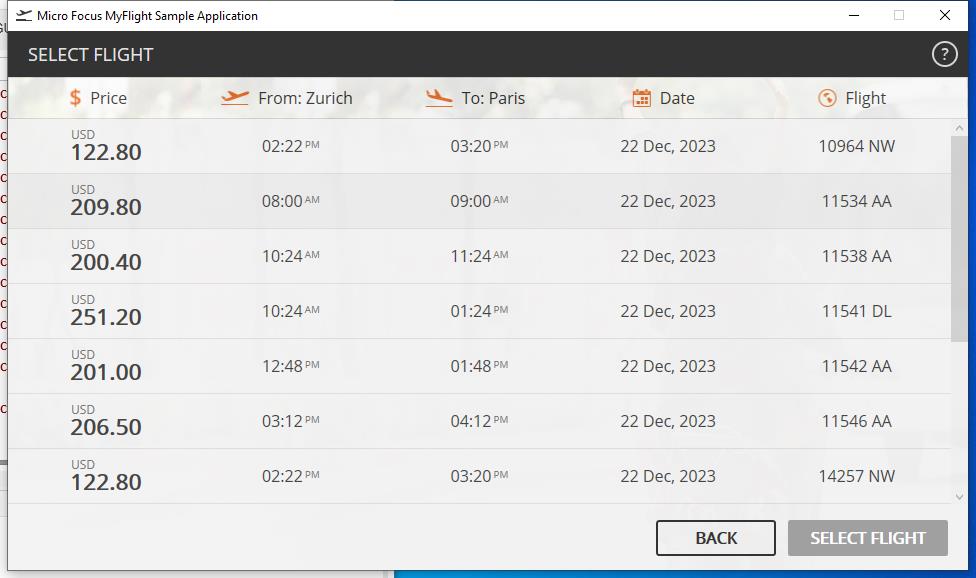 Micro Focus MyFlight Sample Application
SELECT FLIGHT ?
$ Price From: Zurich To: Paris Date Flight
USD
122.80 02:22 PM 03:20 PM 22 Dec, 2023 10964 NW
USD
209.80 08:00 AM 09:00 AM 22 Dec, 2023 11534 AA
USD
200.40 10:24 AM 11:24 AM 22 Dec, 2023 11538 AA
USD
251.20 10:24 AM 01:24 PM 22 Dec, 2023 11541 DL
USD
201.00 12:48 PM 01:48 PM 22 Dec, 2023 11542 AA
USD
206.50 03:12 PM 04:12 PM 22 Dec, 2023 11546 AA
USD
122.80 02:22 PM 03:20 PM 22 Dec, 2023 14257 NW
BACK SELECT FLIGHT